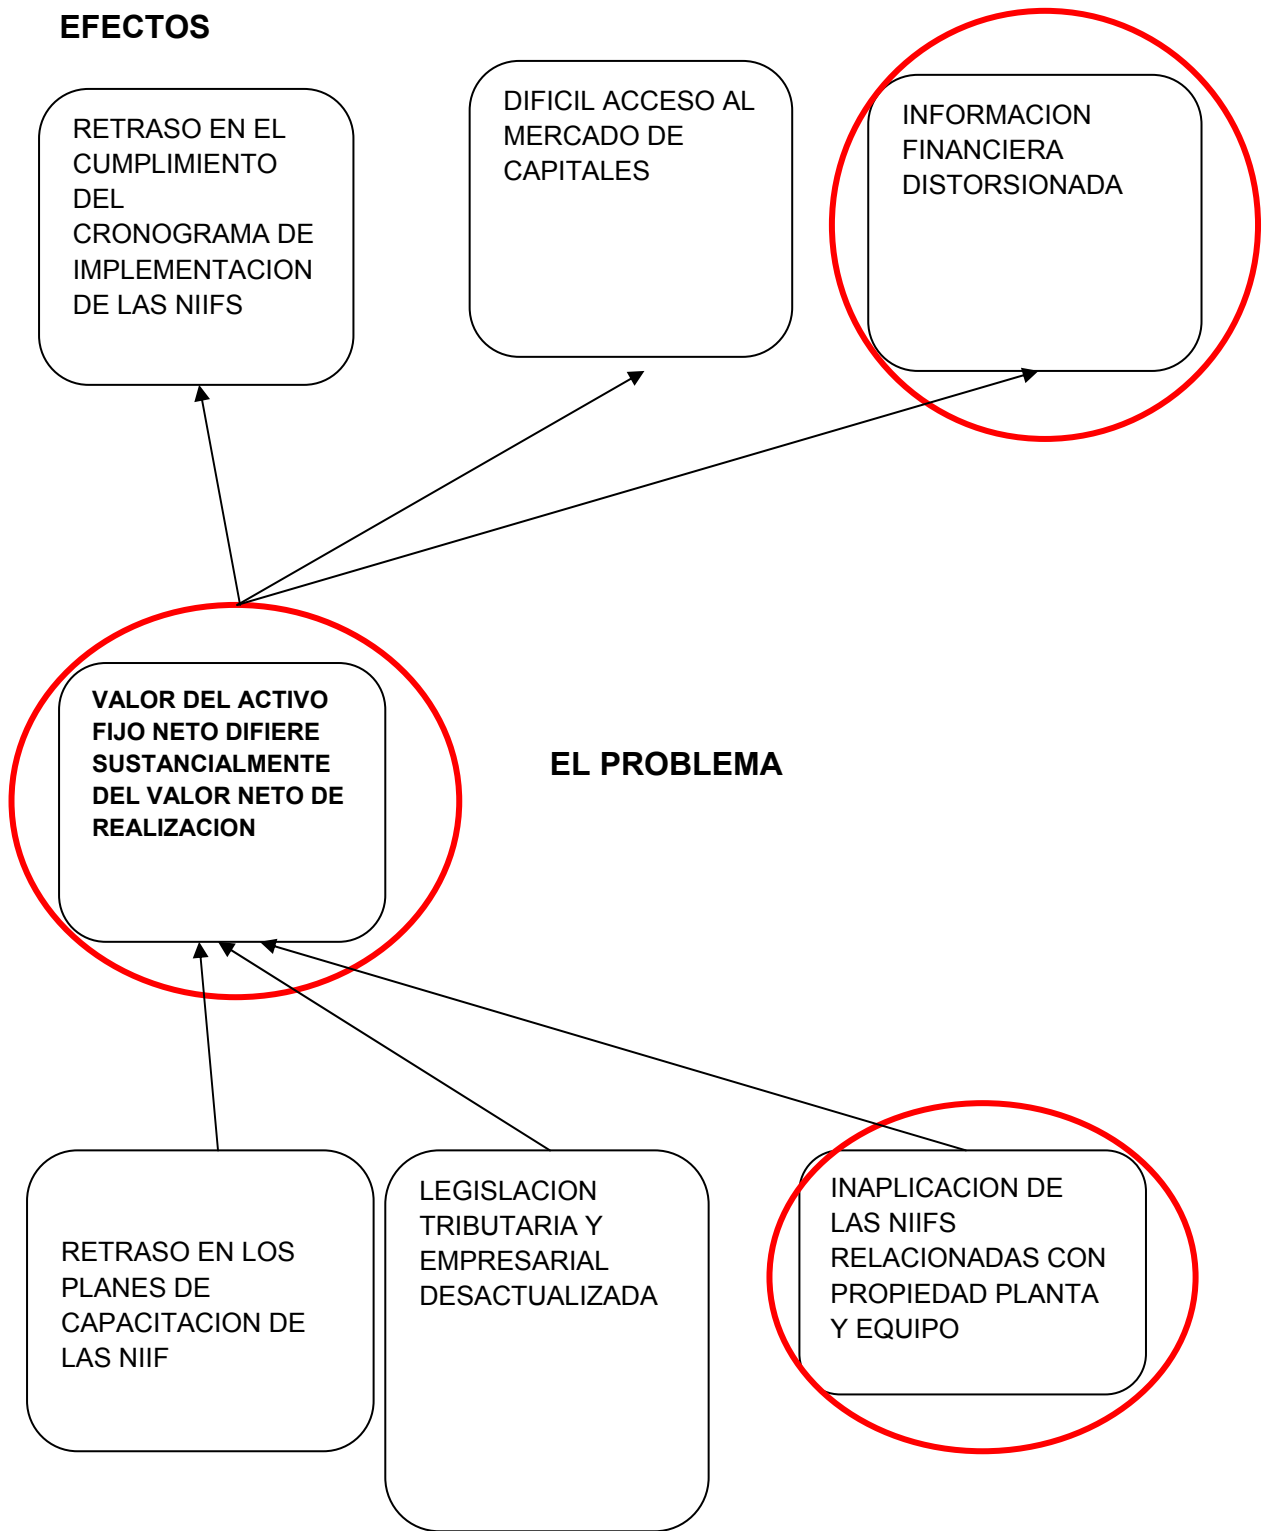 EFECTOS
RETRASO EN EL
CUMPLIMIENTO
DEL
CRONOGRAMA DE
IMPLEMENTACION
DE LAS NIIFS
DIFICIL ACCESO AL
MERCADO DE
CAPITALES
INFORMACION
FINANCIERA
DISTORSIONADA
VALOR DEL ACTIVO
FIJO NETO DIFIERE
SUSTANCIALMENTE
DEL VALOR NETO DE
REALIZACION
EL PROBLEMA
RETRASO EN LOS
PLANES DE
CAPACITACION DE
LAS NIIF
LEGISLACION
TRIBUTARIA Y
EMPRESARIAL
DESACTUALIZADA
INAPLICACION DE
LAS NIIFS
RELACIONADAS CON
PROPIEDAD PLANTA
Y EQUIPO